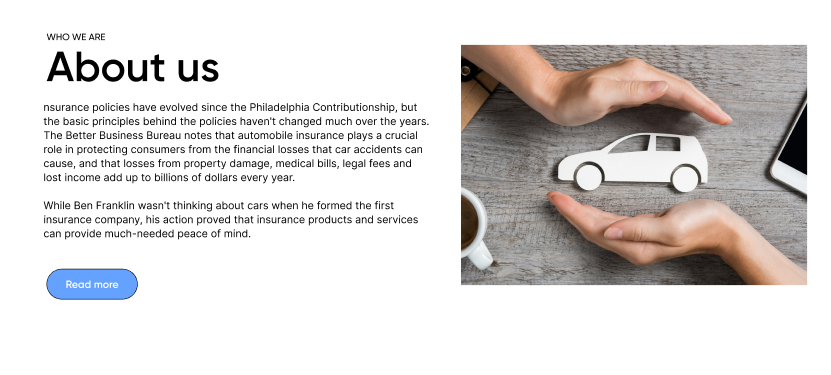 WHO WE ARE
About us
nsurance policies have evolved since the Philadelphia Contributionship, but
the basic principles behind the policies haven't changed much over the years.
The Better Business Bureau notes that automobile insurance plays a crucial
role in protecting consumers from the financial losses that car accidents can
cause, and that losses from property damage, medical bills, legal fees and
lost income add up to billions of dollars every year.
While Ben Franklin wasn't thinking about cars when he formed the first
insurance company, his action proved that insurance products and services
can provide much-needed peace of mind.
Read more